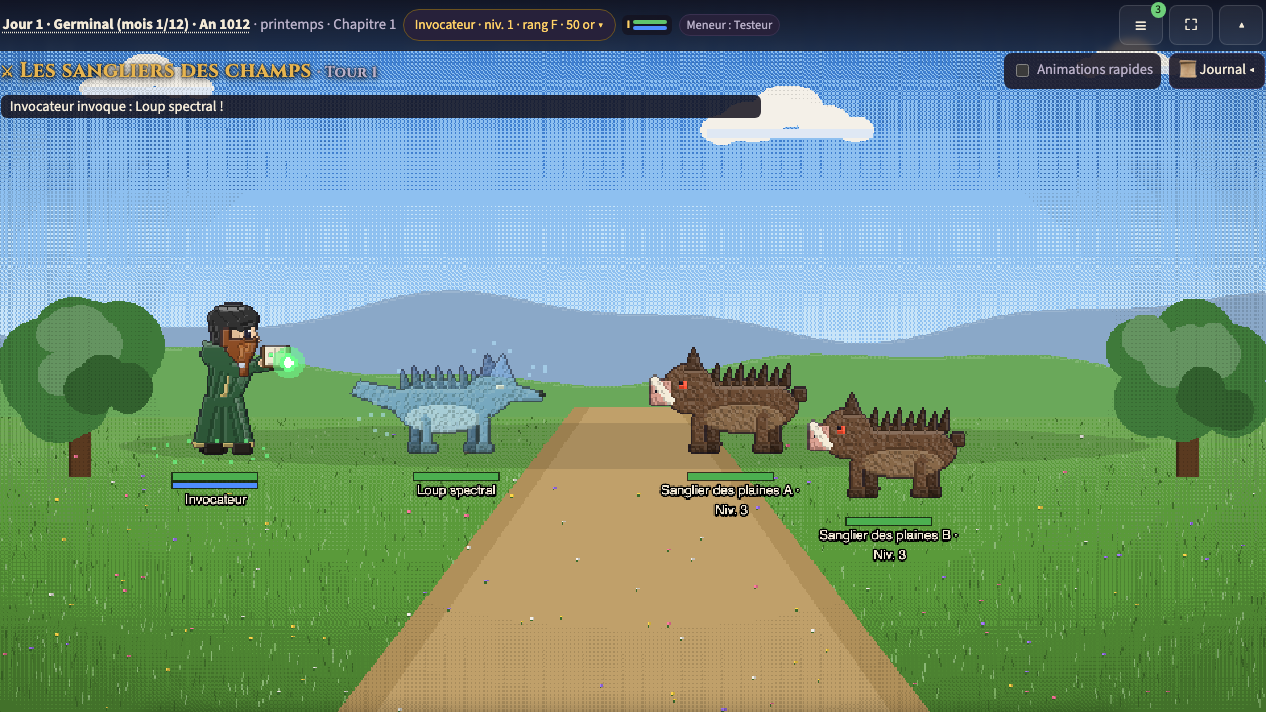 Jour 1 · Germinal (mois 1/12) · An 1012 · printemps · Chapitre 1
Invocateur · niv. 1 · rang F · 50 or ▾
I
Meneur : Testeur
☰
3
▴
⚔ Les sangliers des champs · Tour 1
Animations rapides
Journal ◂
Invocateur invoque : Loup spectral !
Invocateur
Loup spectral
Sanglier des plaines A ·
Niv. 3
Sanglier des plaines B ·
Niv. 3